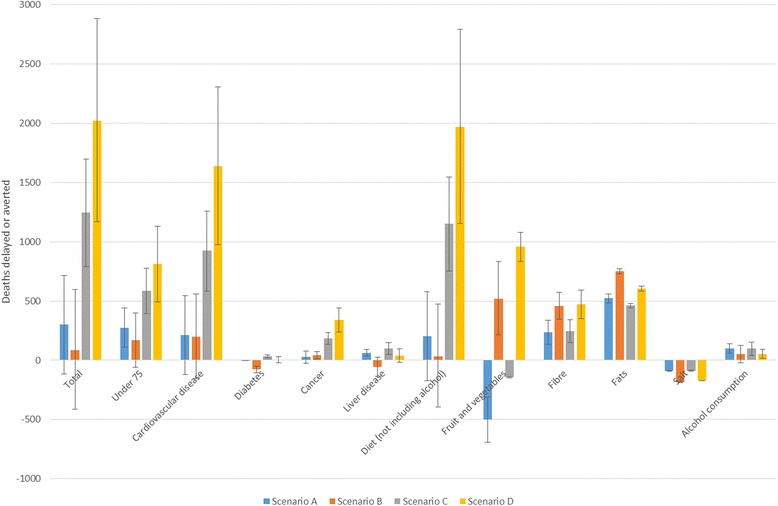 3000
2500
2000
1500
1000
500
0
-500
-1000
Deaths delayed or averted
Total
Under 75
Cardiovascular disease
Diabetes
Cancer
Liver disease
Diet (not including alcohol)
Fruit and vegetables
Fibre
Fats
Salt
Alcohol consumption
Scenario A Scenario B Scenario C Scenario D